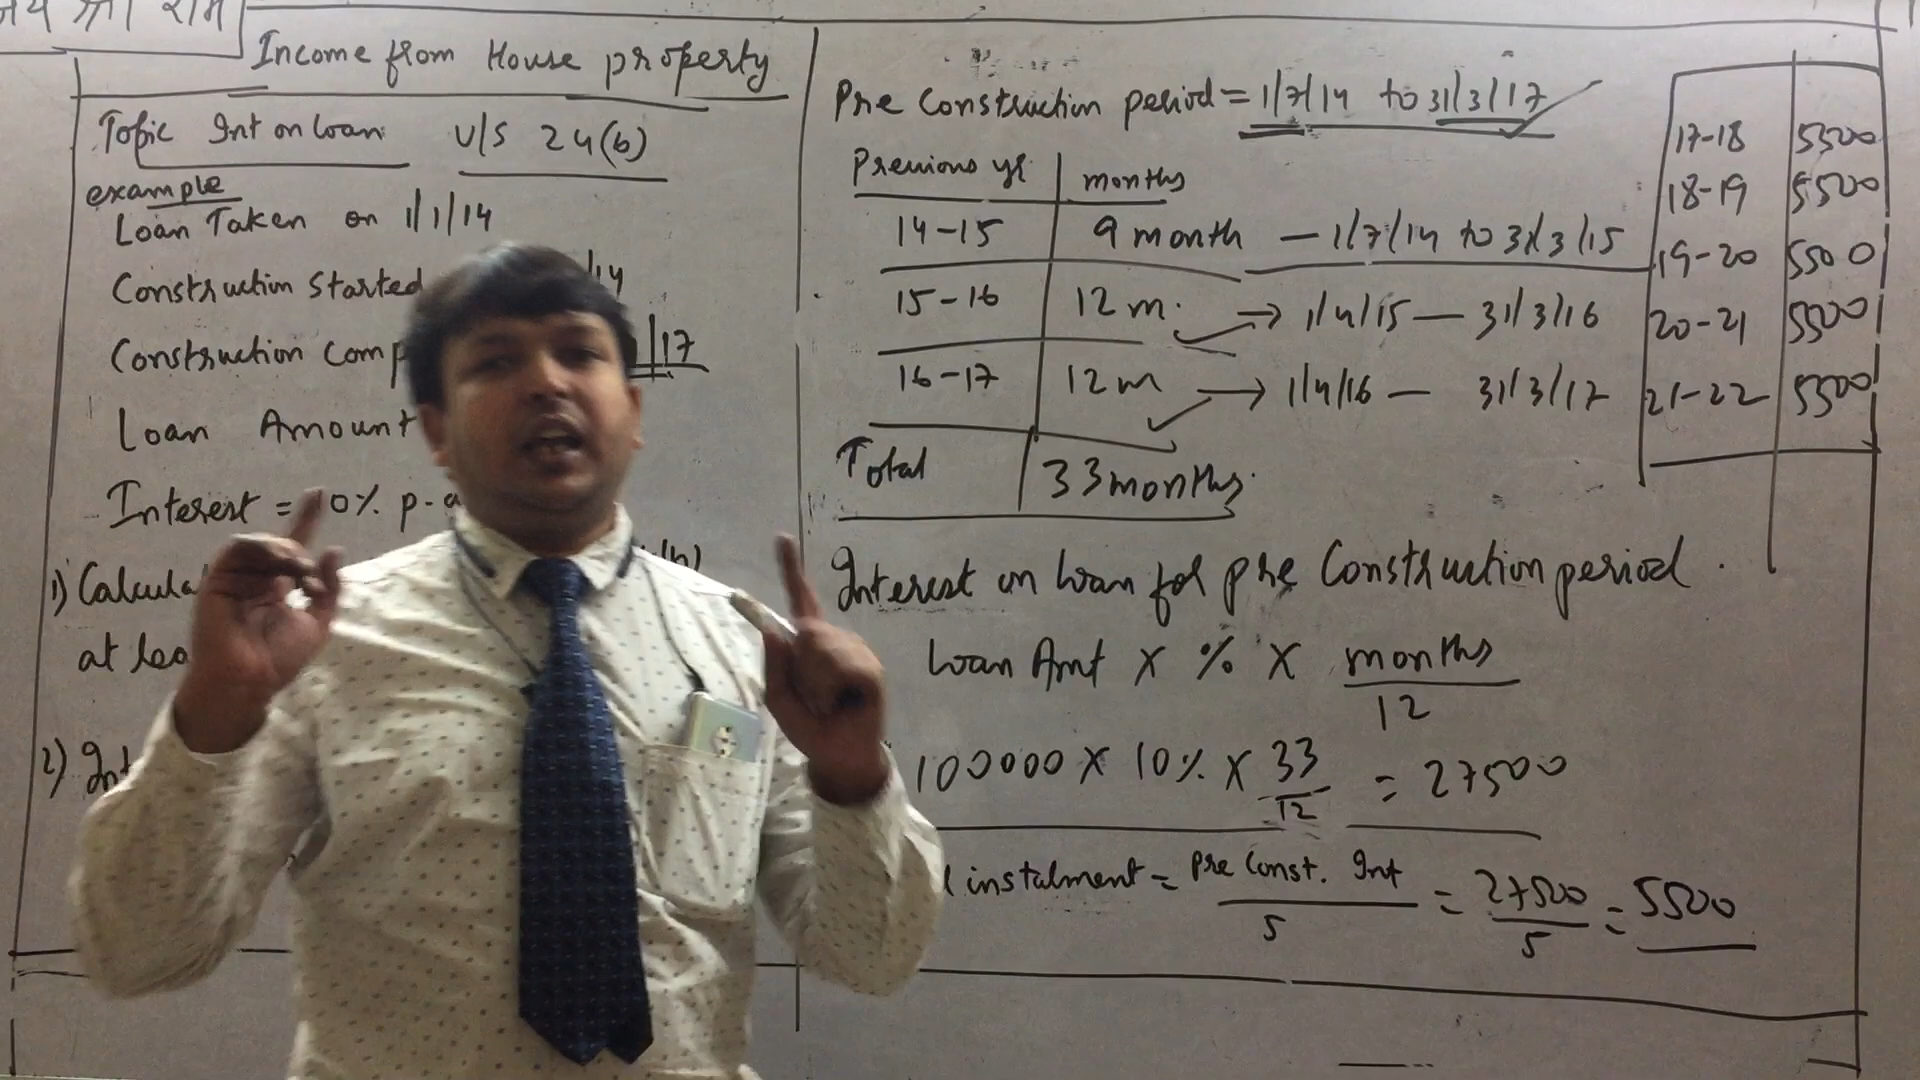 जय श्री राम
Income from House property
Topic Int on loan U/S 24(b)
example
Loan Taken on 1/1/14
Construction started /14
Construction comp /17
Loan Amount
Interest = 10% p.a
1) Calcula (b)
at lea
2) Int
Pre Construction period = 1/7/14 to 31/3/17
Previous yr months
14-15 9 month — 1/7/14 to 31/3/15
15-16 12 m. → 1/4/15 — 31/3/16
16-17 12 m → 1/4/16 — 31/3/17
Total 33 months.
17-18 5500
18-19 5500
19-20 5500
20-21 5500
21-22 5500
Interest on loan for pre Construction period.
Loan Amt X % X months
12
100000 X 10% X 33 = 27500
12
instalment = Pre Const. Int = 27500 = 5500
5 5